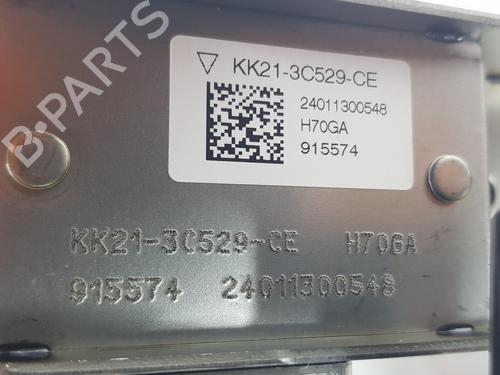 KK21-3C529-CE
24011300548
H70GA
915574
KK21-3C529-CE H70GA
915574 24011300548
B-PARTS